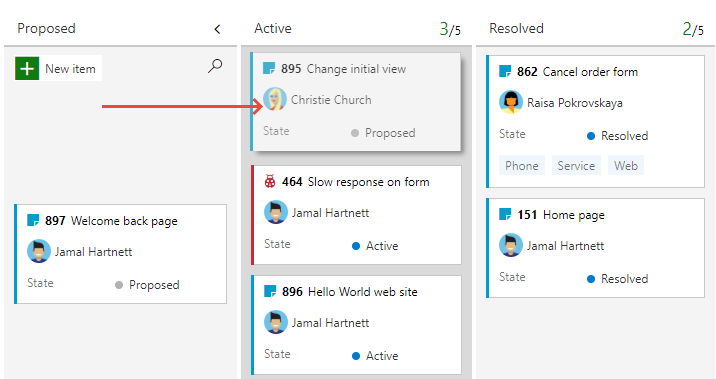 Proposed
New item
897 Welcome back page
Jamal Hartnett
State Proposed
Active 3/5
895 Change initial view
Christie Church
State Proposed
464 Slow response on form
Jamal Hartnett
State Active
896 Hello World web site
Jamal Hartnett
State Active
Resolved 2/5
862 Cancel order form
Raisa Pokrovskaya
State Resolved
Phone Service Web
151 Home page
Jamal Hartnett
State Resolved